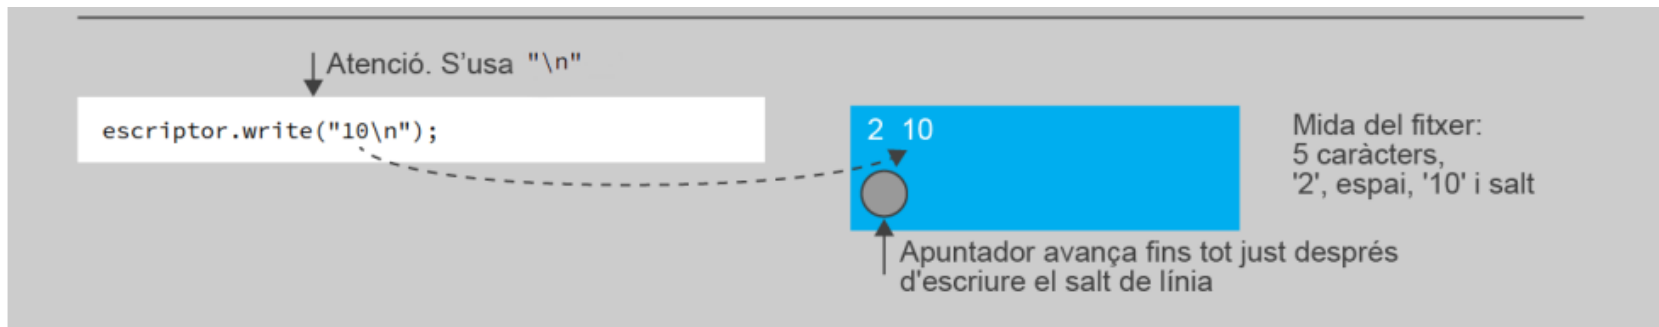 Atenció. S'usa "\n"
escriptor.write("10\n");
2 10
Mida del fitxer:
5 caràcters,
'2', espai, '10' i salt
Apuntador avança fins tot just després
d'escriure el salt de línia